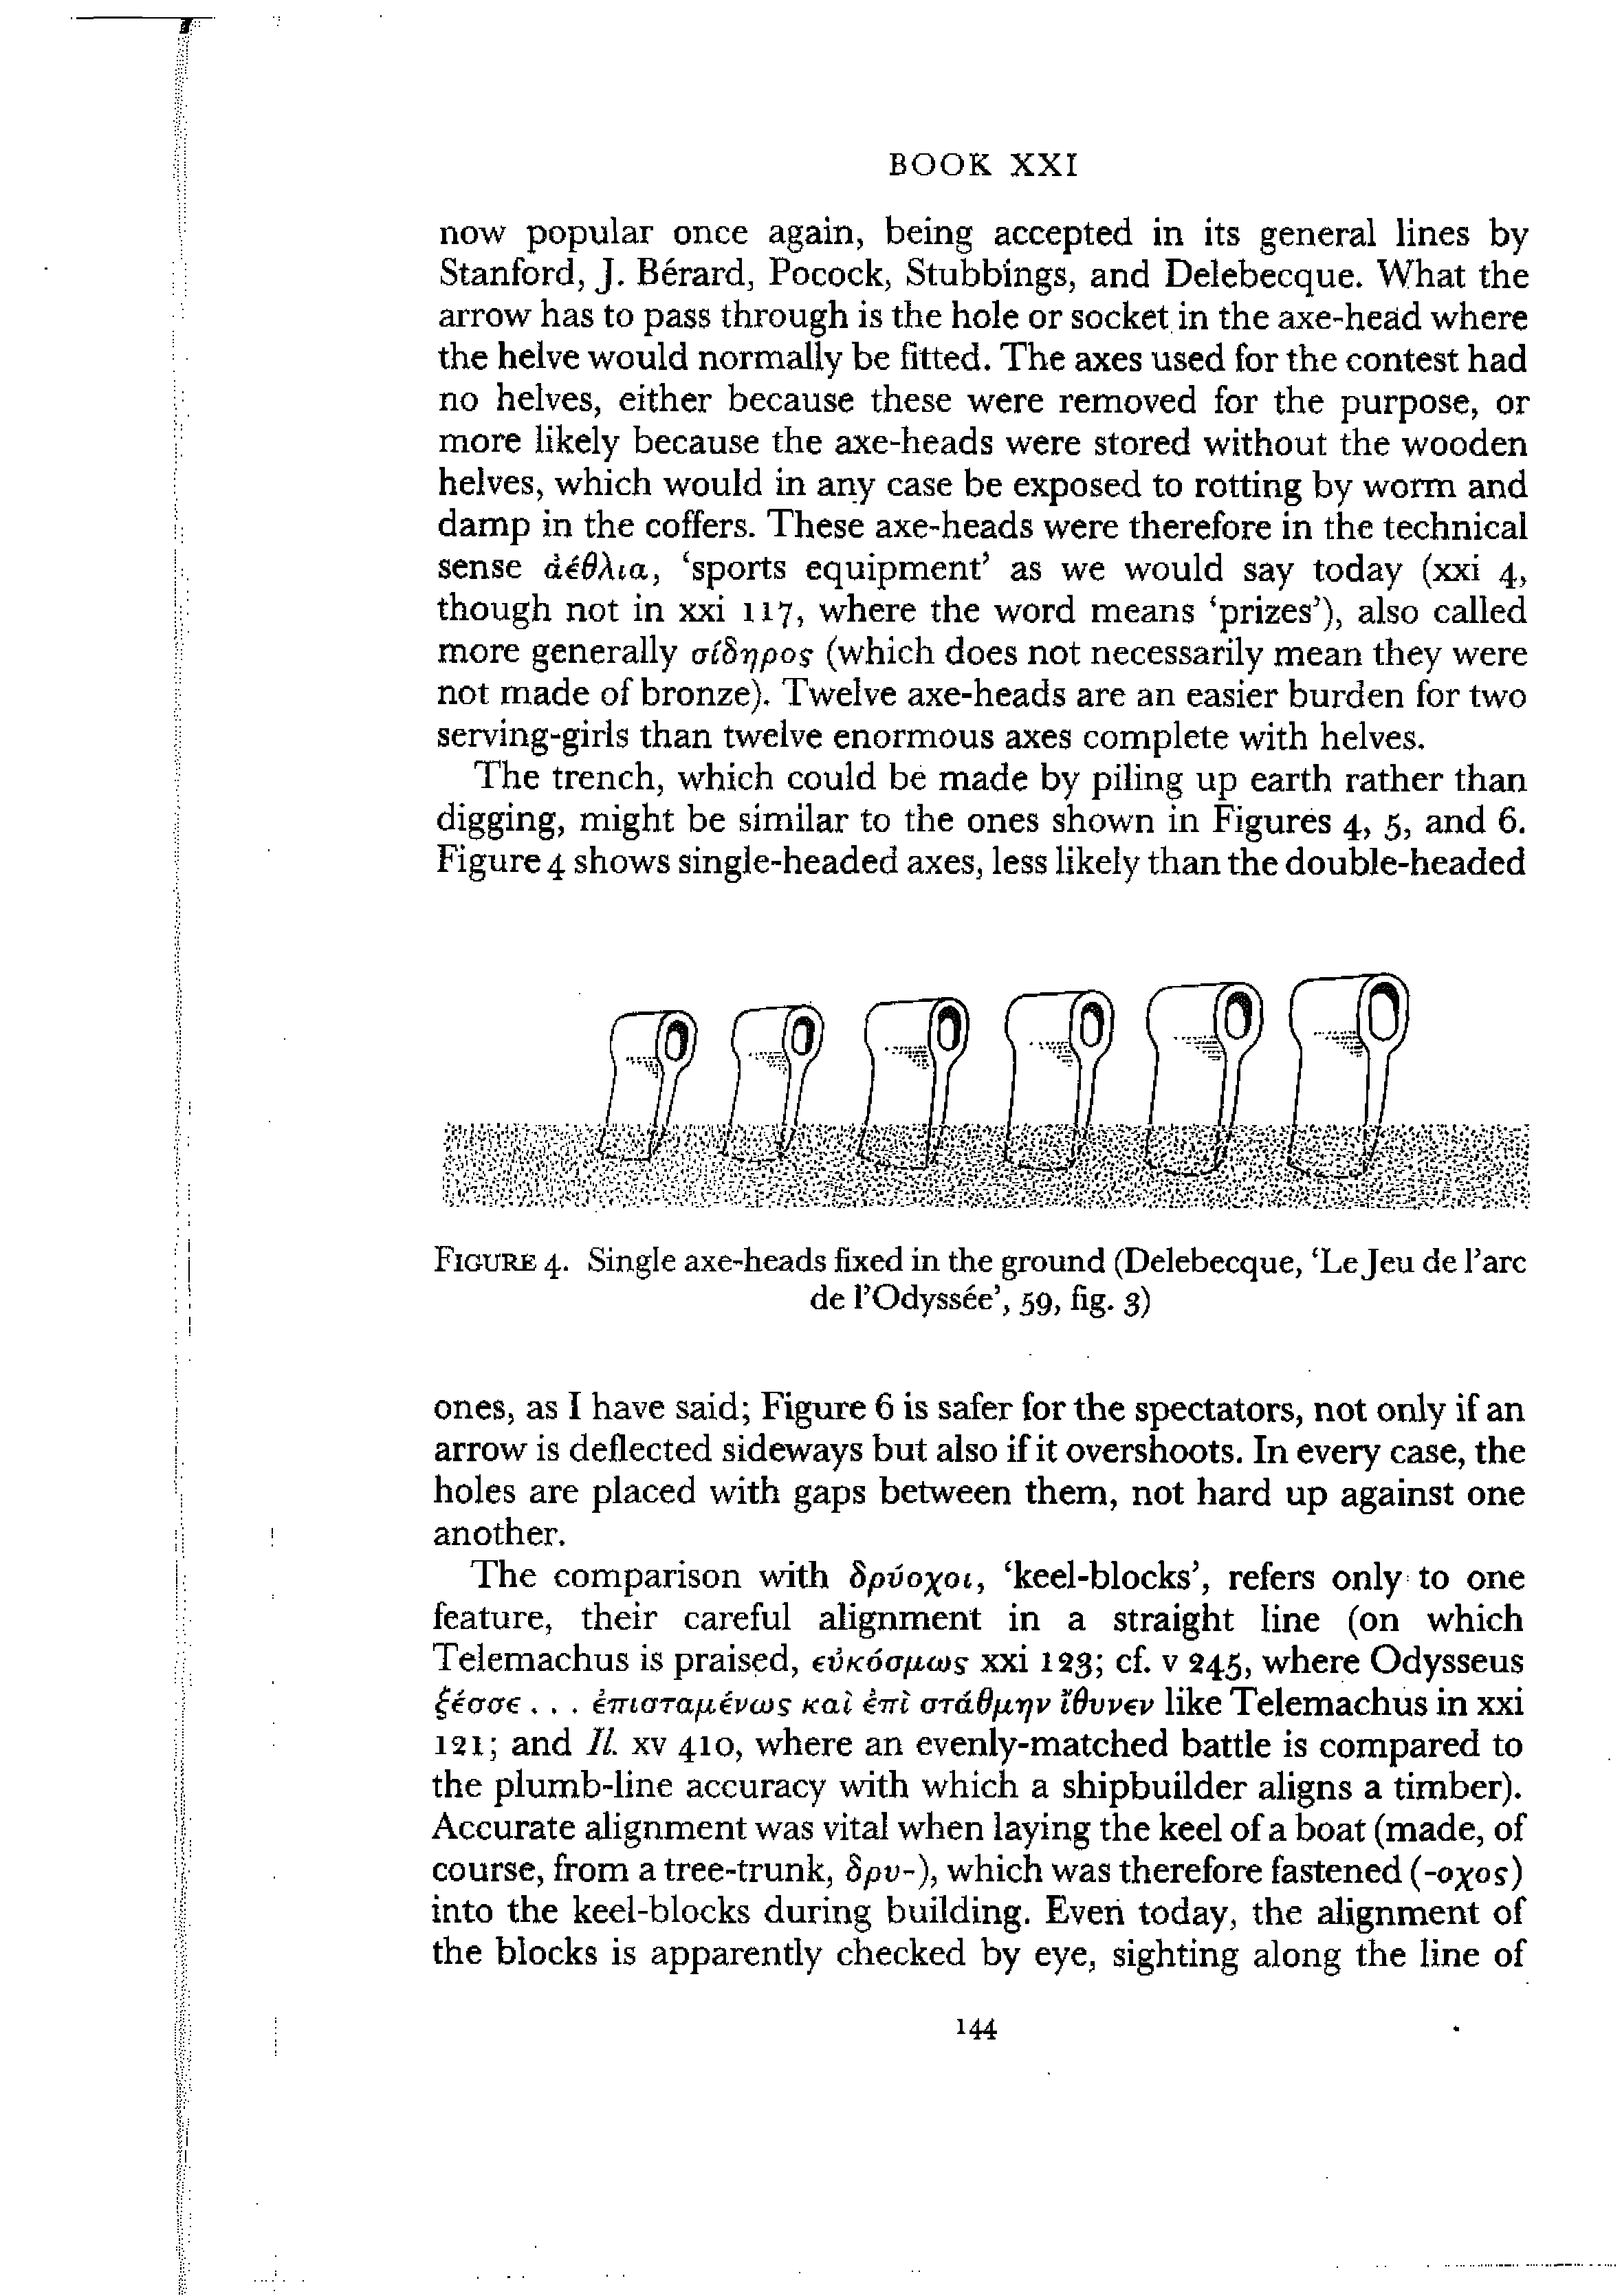 BOOK XXI
now popular once again, being accepted in its general lines by
Stanford, J. Bérard, Pocock, Stubbings, and Delebecque. What the
arrow has to pass through is the hole or socket in the axe-head where
the helve would normally be fitted. The axes used for the contest had
no helves, either because these were removed for the purpose, or
more likely because the axe-heads were stored without the wooden
helves, which would in any case be exposed to rotting by worm and
damp in the coffers. These axe-heads were therefore in the technical
sense ἀέθλια, ‘sports equipment’ as we would say today (xxi 4,
though not in xxi 117, where the word means ‘prizes’), also called
more generally σίδηρος (which does not necessarily mean they were
not made of bronze). Twelve axe-heads are an easier burden for two
serving-girls than twelve enormous axes complete with helves.
The trench, which could be made by piling up earth rather than
digging, might be similar to the ones shown in Figures 4, 5, and 6.
Figure 4 shows single-headed axes, less likely than the double-headed
FIGURE 4. Single axe-heads fixed in the ground (Delebecque, ‘Le Jeu de l’arc
de l’Odyssée’, 59, fig. 3)
ones, as I have said; Figure 6 is safer for the spectators, not only if an
arrow is deflected sideways but also if it overshoots. In every case, the
holes are placed with gaps between them, not hard up against one
another.
The comparison with δρύοχοι, ‘keel-blocks’, refers only to one
feature, their careful alignment in a straight line (on which
Telemachus is praised, εὐκόσμως xxi 123; cf. v 245, where Odysseus
ξέσσε . . . ἐπισταμένως καὶ ἐπὶ στάθμην ἴθυνεν like Telemachus in xxi
121; and Il. xv 410, where an evenly-matched battle is compared to
the plumb-line accuracy with which a shipbuilder aligns a timber).
Accurate alignment was vital when laying the keel of a boat (made, of
course, from a tree-trunk, δρυ-), which was therefore fastened (-οχος)
into the keel-blocks during building. Even today, the alignment of
the blocks is apparently checked by eye, sighting along the line of
144